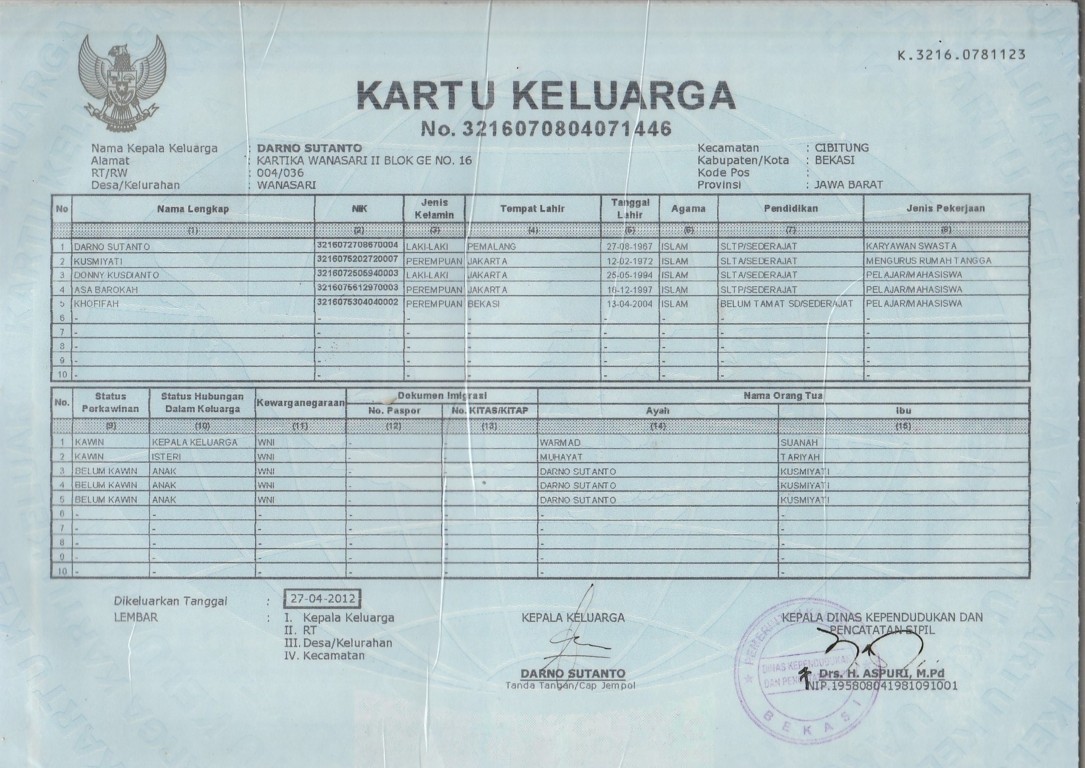 K.3216.0781123
KARTU KELUARGA
No. 3216070804071446
Nama Kepala Keluarga : DARNO SUTANTO Kecamatan : CIBITUNG
Alamat : KARTIKA WANASARI II BLOK GE NO. 16 Kabupaten/Kota : BEKASI
RT/RW : 004/036 Kode Pos :
Desa/Kelurahan : WANASARI Provinsi : JAWA BARAT
No Nama Lengkap NIK Jenis Kelamin Tempat Lahir Tanggal Lahir Agama Pendidikan Jenis Pekerjaan
(1) (2) (3) (4) (5) (6) (7) (8)
1 DARNO SUTANTO 3216072708670004 LAKI-LAKI PEMALANG 27-08-1967 ISLAM SLTP/SEDERAJAT KARYAWAN SWASTA
2 KUSMIYATI 3216075202720007 PEREMPUAN JAKARTA 12-02-1972 ISLAM SLTA/SEDERAJAT MENGURUS RUMAH TANGGA
3 DONNY KUSDIANTO 3216072505940003 LAKI-LAKI JAKARTA 25-05-1994 ISLAM SLTA/SEDERAJAT PELAJAR/MAHASISWA
4 ASA BAROKAH 3216075612970003 PEREMPUAN JAKARTA 16-12-1997 ISLAM SLTP/SEDERAJAT PELAJAR/MAHASISWA
5 KHOFIFAH 3216075304040002 PEREMPUAN BEKASI 13-04-2004 ISLAM BELUM TAMAT SD/SEDERAJAT PELAJAR/MAHASISWA
6 - - - - - - - -
7 - - - - - - - -
8 - - - - - - - -
9 - - - - - - - -
10 - - - - - - - -
No. Status Perkawinan Status Hubungan Dalam Keluarga Kewarganegaraan Dokumen Imigrasi Nama Orang Tua
No. Paspor No. KITAS/KITAP Ayah Ibu
(9) (10) (11) (12) (13) (14) (15)
1 KAWIN KEPALA KELUARGA WNI - - WARMAD SUANAH
2 KAWIN ISTERI WNI - - MUHAYAT TARIYAH
3 BELUM KAWIN ANAK WNI - - DARNO SUTANTO KUSMIYATI
4 BELUM KAWIN ANAK WNI - - DARNO SUTANTO KUSMIYATI
5 BELUM KAWIN ANAK WNI - - DARNO SUTANTO KUSMIYATI
6 - - - - - - -
7 - - - - - - -
8 - - - - - - -
9 - - - - - - -
10 - - - - - - -
Dikeluarkan Tanggal : 27-04-2012
LEMBAR : I. Kepala Keluarga
II. RT
III. Desa/Kelurahan
IV. Kecamatan
KEPALA KELUARGA
DARNO SUTANTO
Tanda Tangan/Cap Jempol
KEPALA DINAS KEPENDUDUKAN DAN
PENCATATAN SIPIL
Drs. H. ASPURI, M.Pd
NIP.195808041981091001
DINAS KEPENDUDUKAN
BEKASI